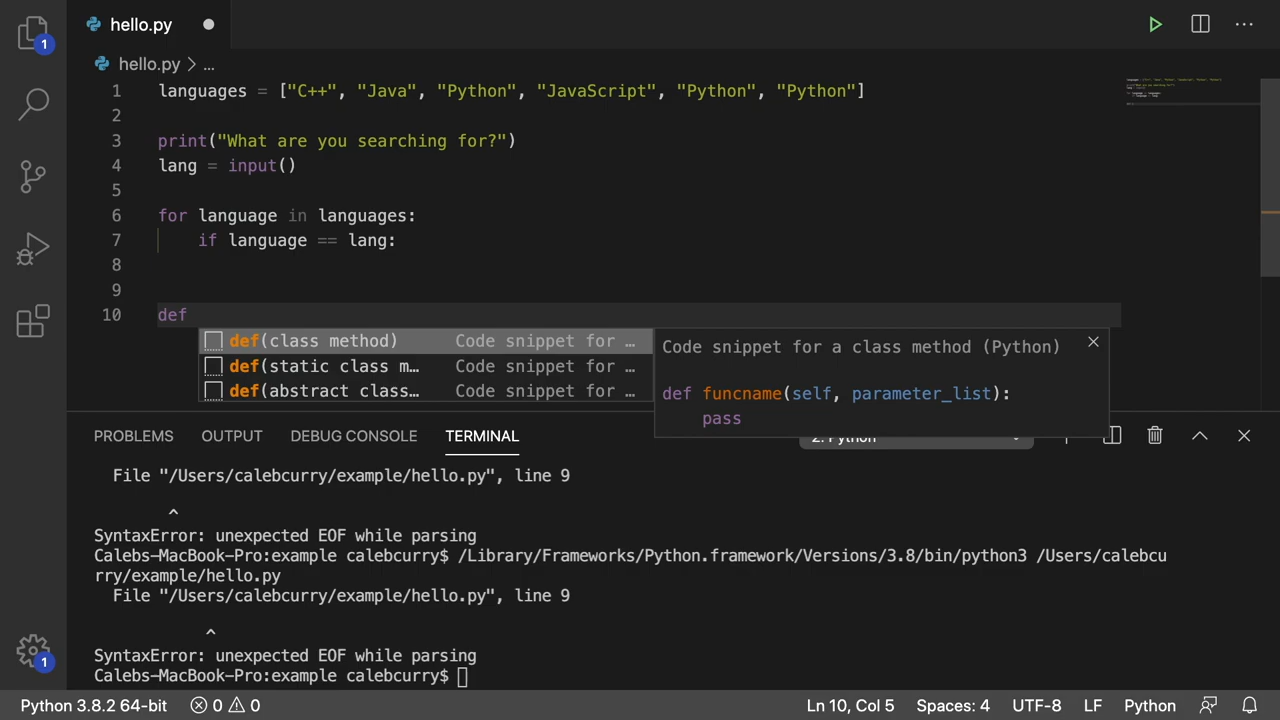 1
hello.py
hello.py > ...
1 languages = ["C++", "Java", "Python", "JavaScript", "Python", "Python"]
2
3 print("What are you searching for?")
4 lang = input()
5
6 for language in languages:
7 if language == lang:
8
9
10 def
def(class method) Code snippet for …
def(static class m… Code snippet for …
def(abstract class… Code snippet for …
Code snippet for a class method (Python)
def funcname(self, parameter_list):
pass
PROBLEMS OUTPUT DEBUG CONSOLE TERMINAL 2: Python
File "/Users/calebcurry/example/hello.py", line 9
^
SyntaxError: unexpected EOF while parsing
Calebs-MacBook-Pro:example calebcurry$ /Library/Frameworks/Python.framework/Versions/3.8/bin/python3 /Users/calebcu
rry/example/hello.py
File "/Users/calebcurry/example/hello.py", line 9
^
SyntaxError: unexpected EOF while parsing
Calebs-MacBook-Pro:example calebcurry$
1
Python 3.8.2 64-bit 0 0 Ln 10, Col 5 Spaces: 4 UTF-8 LF Python